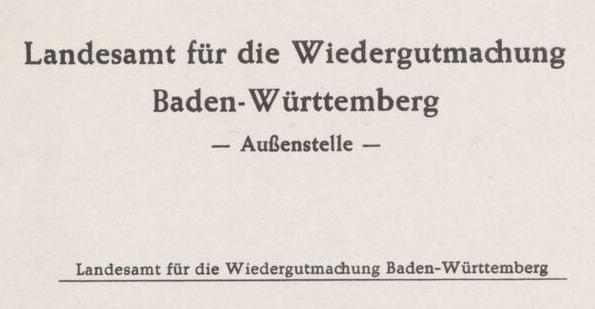 Landesamt für die Wiedergutmachung
Baden-Württemberg
— Außenstelle —
Landesamt für die Wiedergutmachung Baden-Württemberg